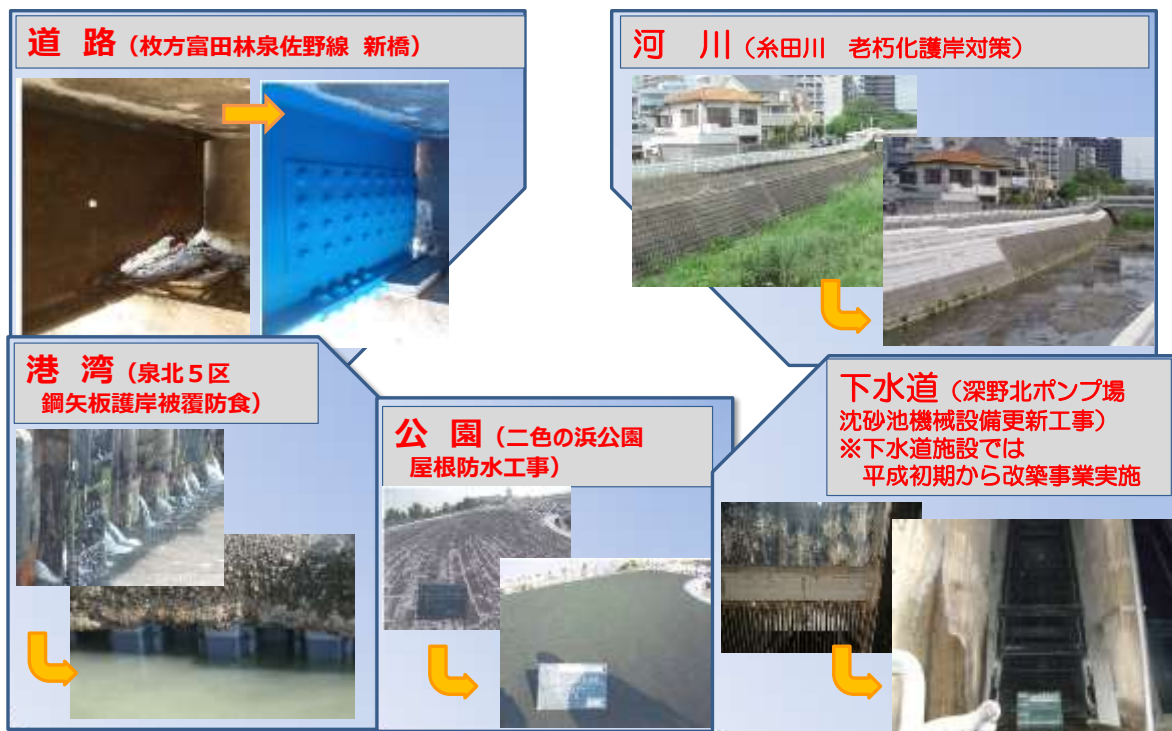 道 路（枚方富田林泉佐野線 新橋）
河 川（糸田川 老朽化護岸対策）
港 湾（泉北５区
鋼矢板護岸被覆防食）
公 園（二色の浜公園
屋根防水工事）
下水道（深野北ポンプ場
沈砂池機械設備更新工事）
※下水道施設では
平成初期から改築事業実施